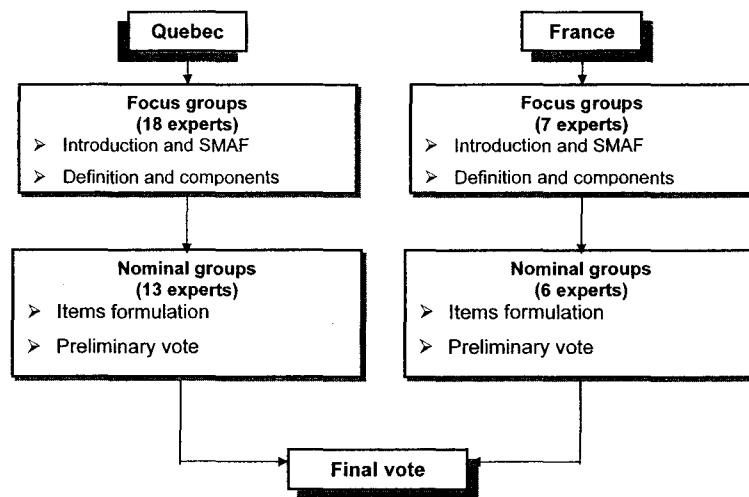 Quebec
Focus groups
(18 experts)
➢ Introduction and SMAF
➢ Definition and components
Nominal groups
(13 experts)
➢ Items formulation
➢ Preliminary vote
France
Focus groups
(7 experts)
➢ Introduction and SMAF
➢ Definition and components
Nominal groups
(6 experts)
➢ Items formulation
➢ Preliminary vote
Final vote